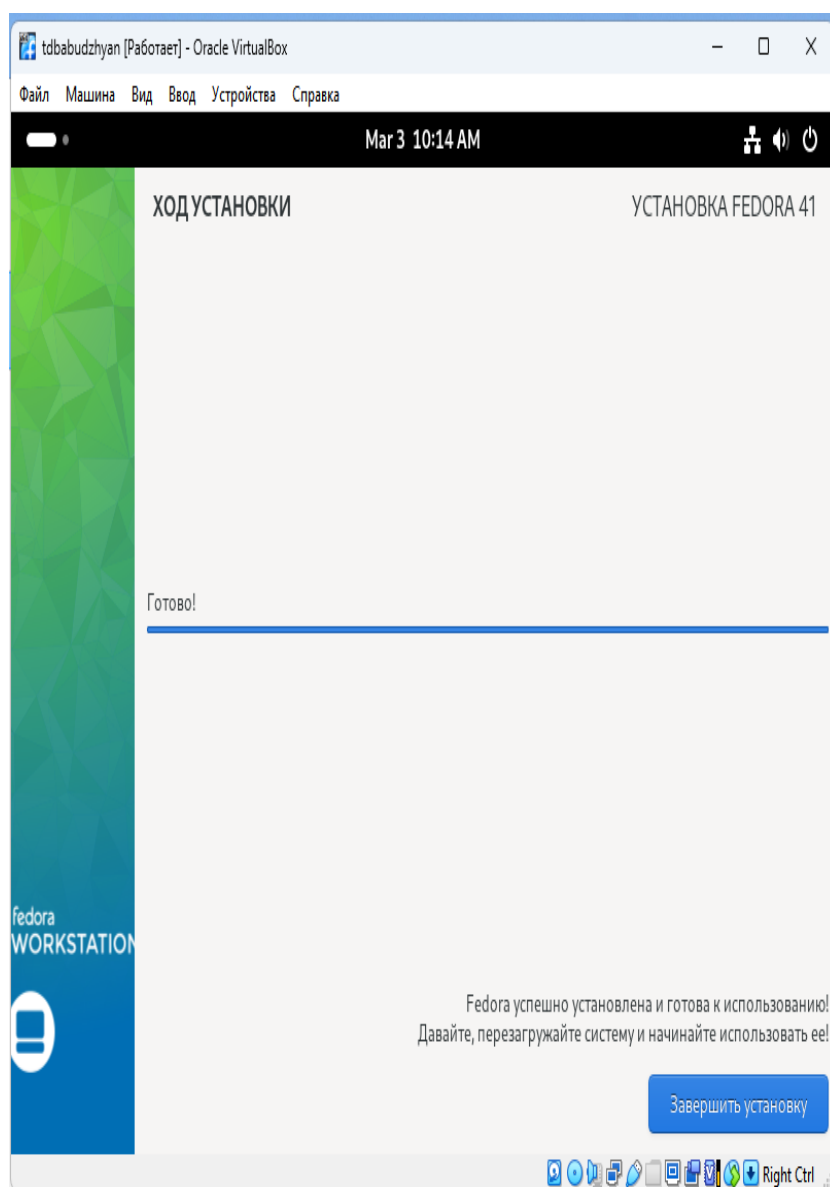 tdbabudzhyan [Работает] - Oracle VirtualBox
Файл Машина Вид Ввод Устройства Справка
Mar 3 10:14 AM
ХОД УСТАНОВКИ
УСТАНОВКА FEDORA 41
Готово!
fedora
WORKSTATION
Fedora успешно установлена и готова к использованию!
Давайте, перезагружайте систему и начинайте использовать ее!
Завершить установку
Right Ctrl